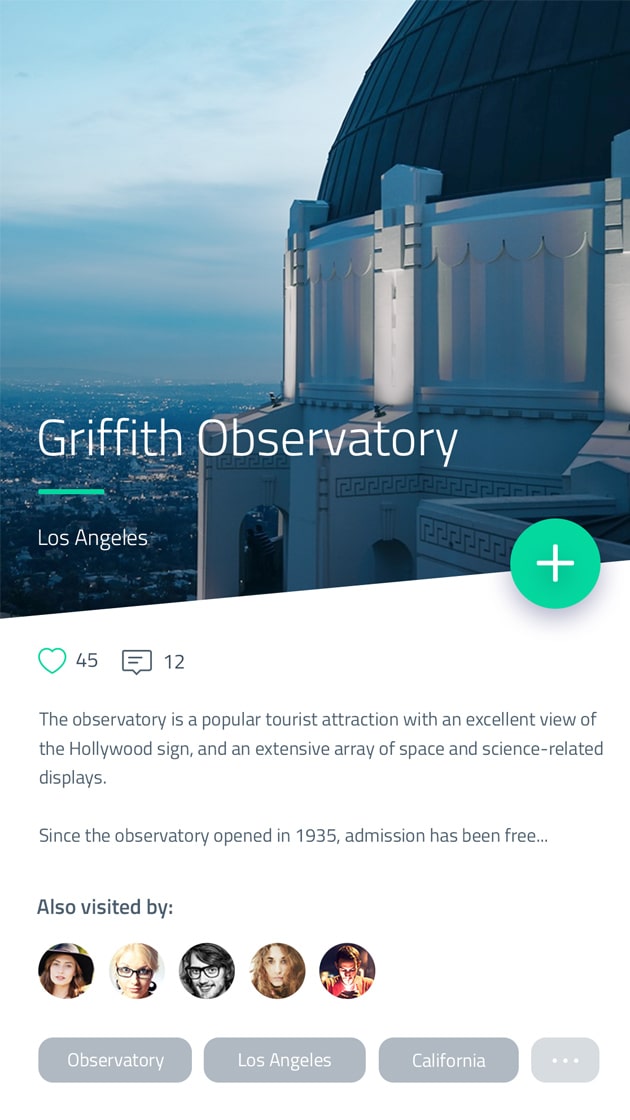 Griffith Observatory
Los Angeles
45 12
The observatory is a popular tourist attraction with an excellent view of
the Hollywood sign, and an extensive array of space and science-related
displays.
Since the observatory opened in 1935, admission has been free...
Also visited by:
Observatory Los Angeles California ...